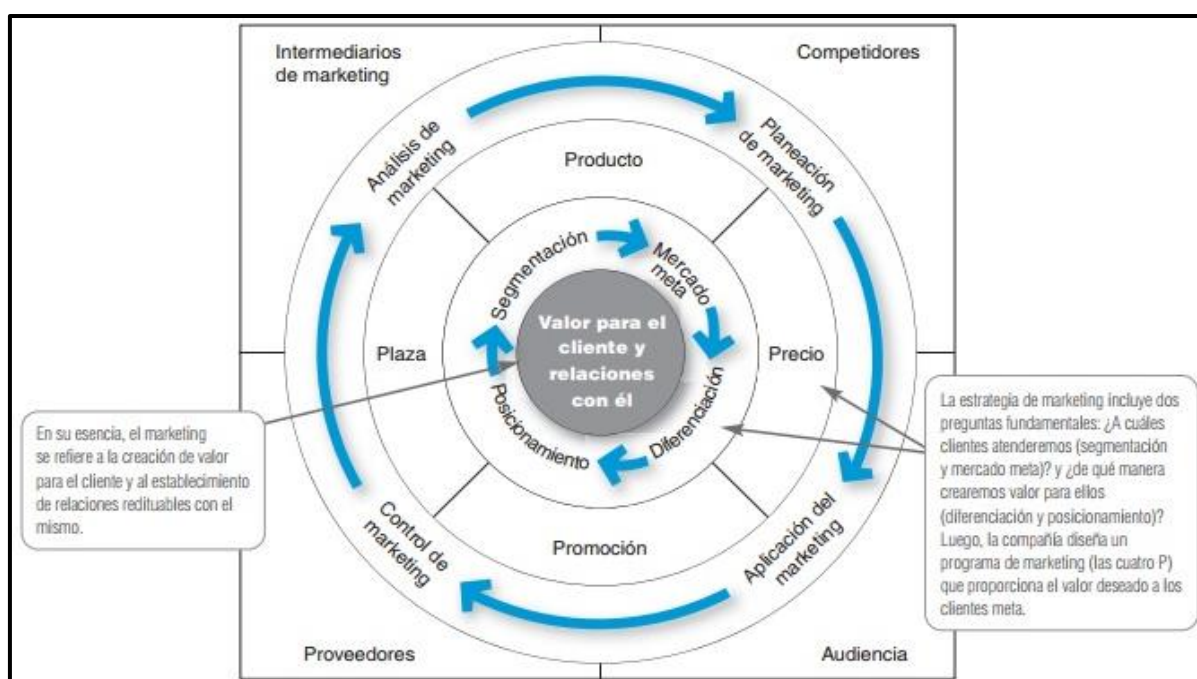 Intermediarios
de marketing
Competidores
Análisis de
marketing
Planeación
de marketing
Producto
Segmentación
Mercado
meta
Plaza
Valor para el
cliente y
relaciones
con él
Precio
Posicionamiento
Diferenciación
En su esencia, el marketing
se refiere a la creación de valor
para el cliente y al establecimiento
de relaciones redituables con el
mismo.
La estrategia de marketing incluye dos
preguntas fundamentales: ¿A cuáles
clientes atenderemos (segmentación
y mercado meta)? y ¿de qué manera
crearemos valor para ellos
(diferenciación y posicionamiento)?
Luego, la compañía diseña un
programa de marketing (las cuatro P)
que proporciona el valor deseado a los
clientes meta.
Control de
marketing
Promoción
Aplicación del
marketing
Proveedores
Audiencia